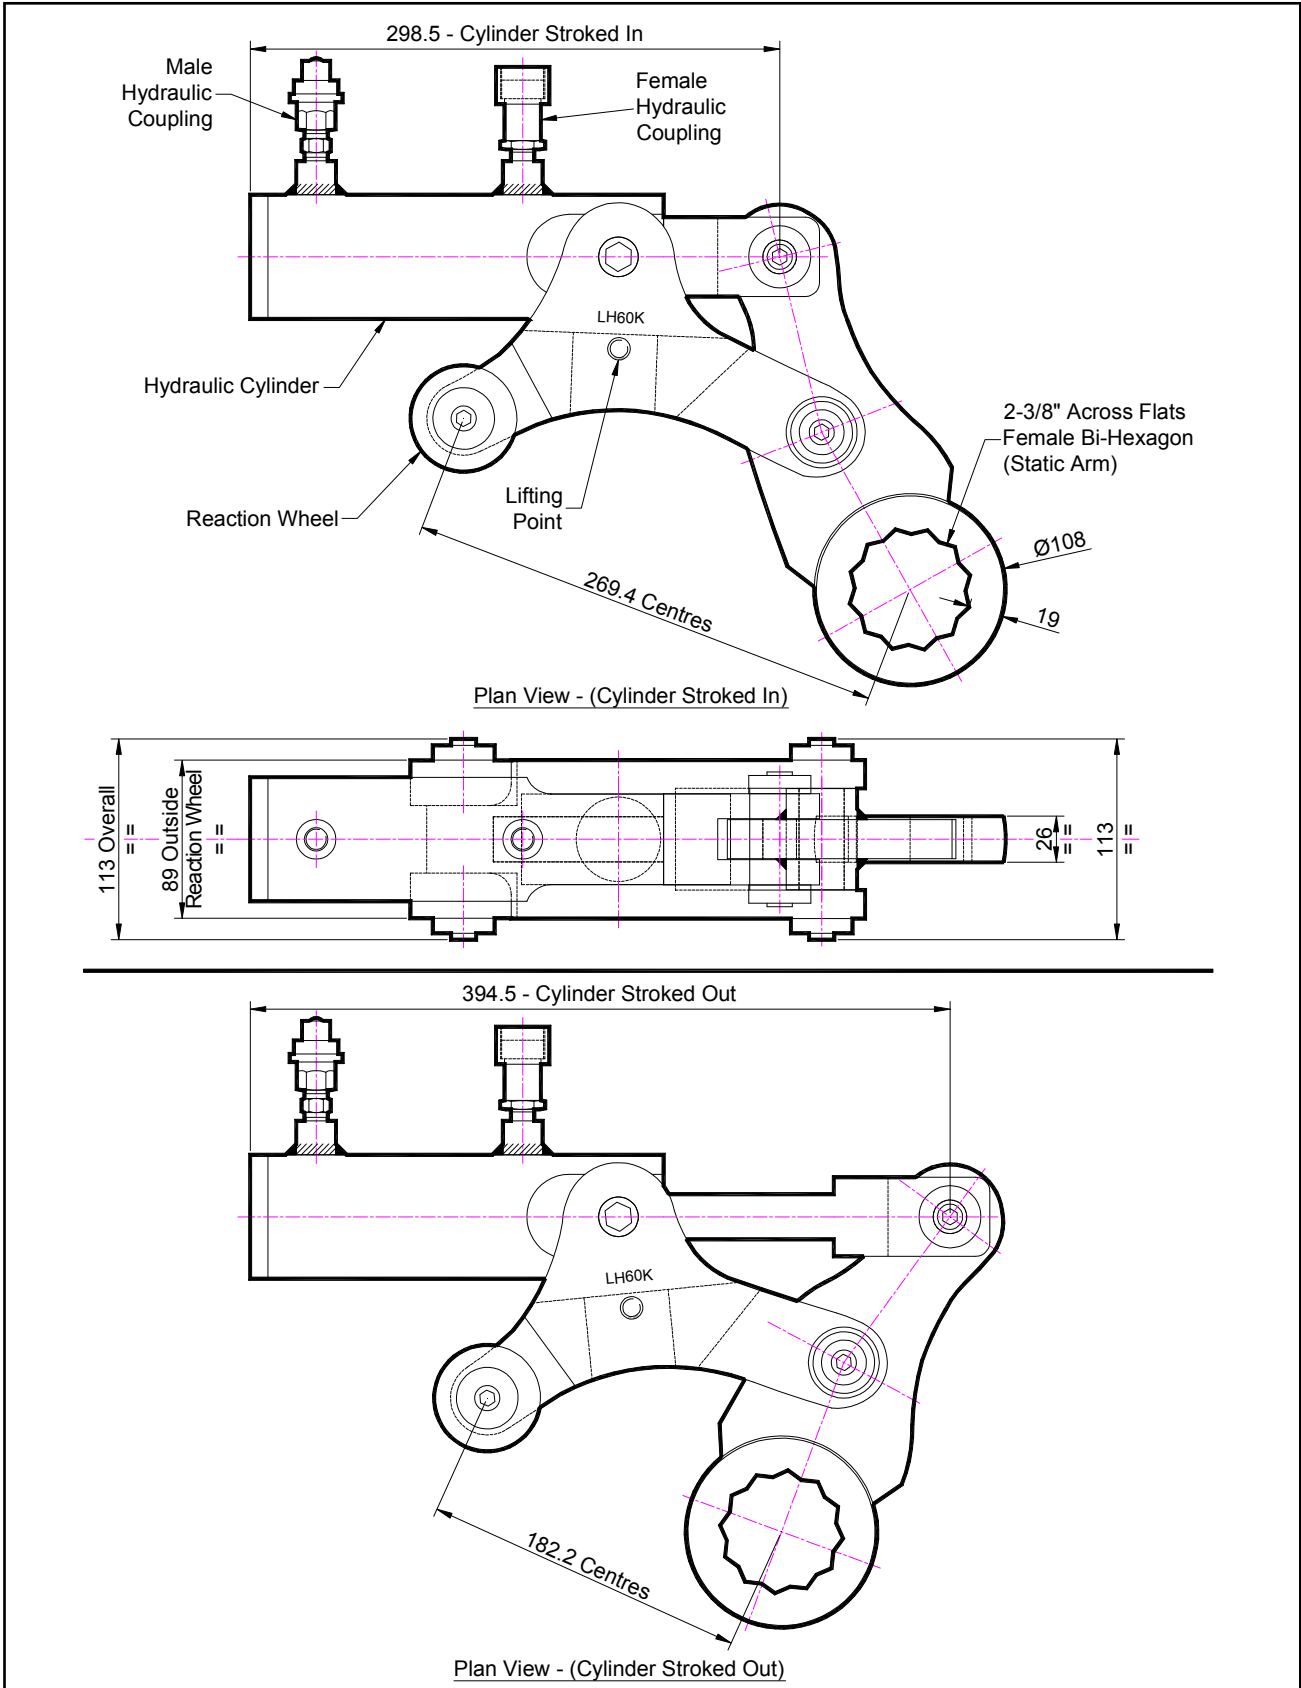 298.5 - Cylinder Stroked In
Male
Hydraulic
Coupling
Female
Hydraulic
Coupling
LH60K
Hydraulic Cylinder
2-3/8" Across Flats
Female Bi-Hexagon
(Static Arm)
Lifting
Point
Reaction Wheel
Ø108
269.4 Centres
19
Plan View - (Cylinder Stroked In)
113 Overall
= =
89 Outside
Reaction Wheel
= =
26
= =
113
= =
394.5 - Cylinder Stroked Out
LH60K
182.2 Centres
Plan View - (Cylinder Stroked Out)